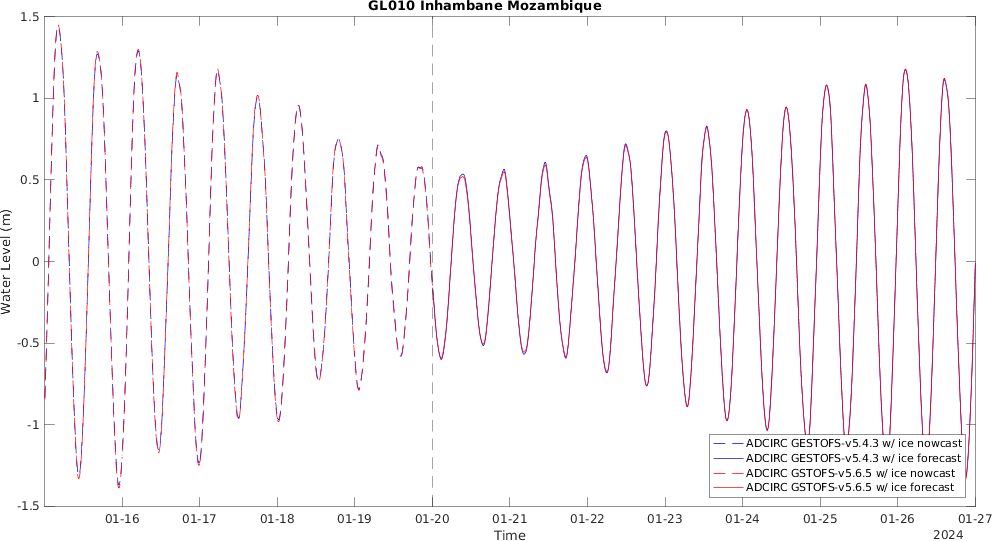 GL010 Inhambane Mozambique
1.5
1
0.5
0
-0.5
-1
-1.5
Water Level (m)
01-16 01-17 01-18 01-19 01-20 01-21 01-22 01-23 01-24 01-25 01-26 01-27
Time
2024
ADCIRC GESTOFS-v5.4.3 w/ ice nowcast
ADCIRC GESTOFS-v5.4.3 w/ ice forecast
ADCIRC GSTOFS-v5.6.5 w/ ice nowcast
ADCIRC GSTOFS-v5.6.5 w/ ice forecast